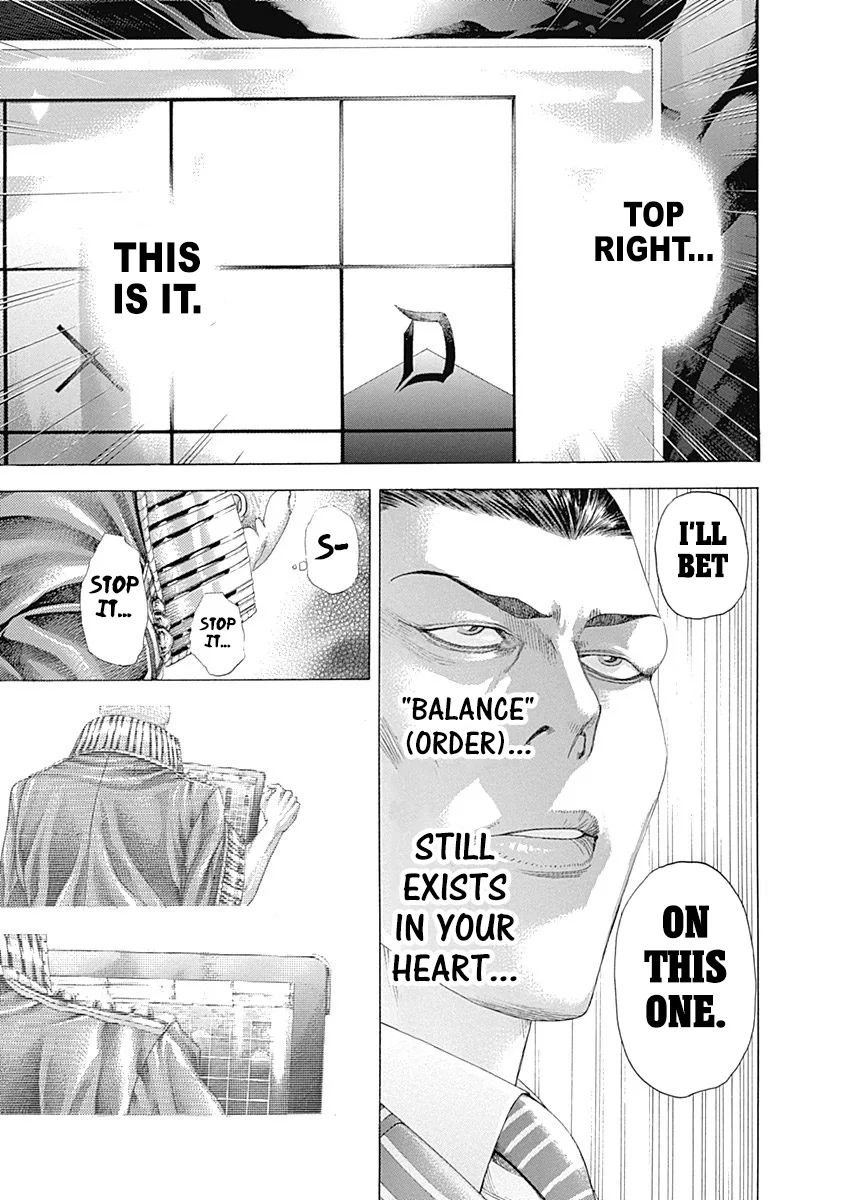 TOP
RIGHT...
THIS
IS IT.
I'LL
BET
"BALANCE"
(ORDER)...
STILL
EXISTS
IN YOUR
HEART...
ON
THIS
ONE.
S-
STOP
IT...
STOP
IT...